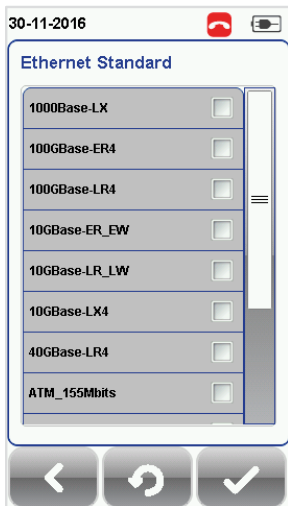 30-11-2016
Ethernet Standard
1000Base-LX
100GBase-ER4
100GBase-LR4
10GBase-ER_EW
10GBase-LR_LW
10GBase-LX4
40GBase-LR4
ATM_155Mbits